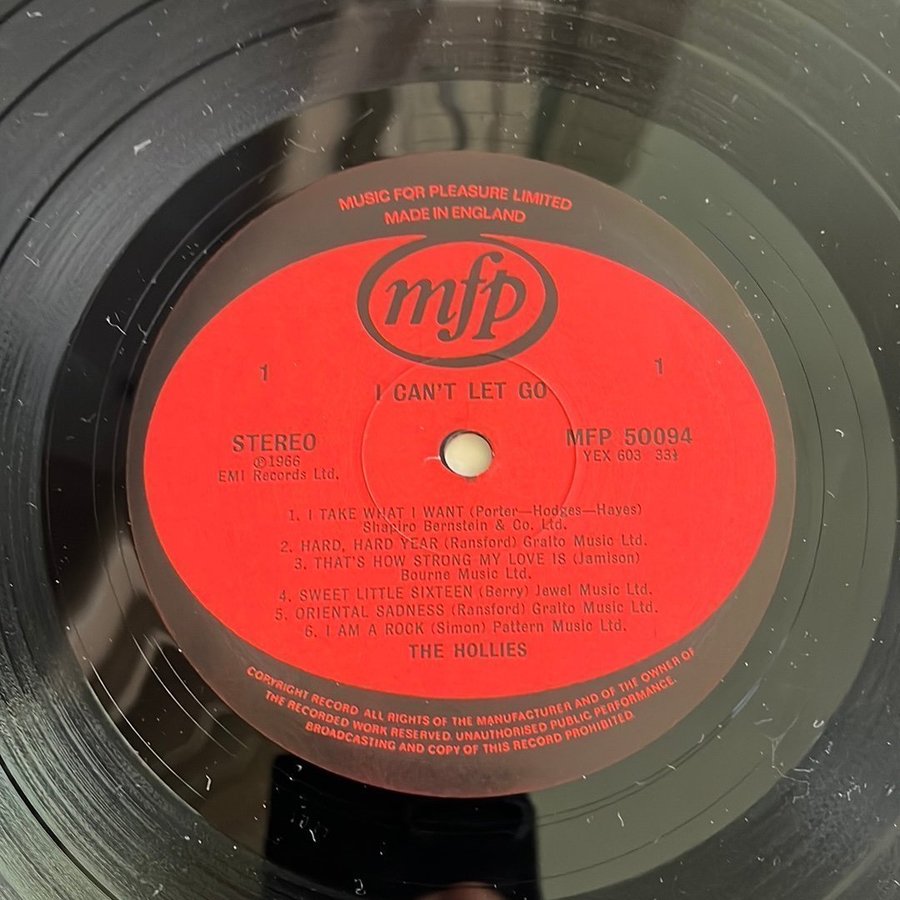 MUSIC FOR PLEASURE LIMITED
MADE IN ENGLAND
mfp
1 1
I CAN'T LET GO
STEREO MFP 50094
℗1966 YEX 603 33⅓
EMI Records Ltd.
1. I TAKE WHAT I WANT (Porter—Hodges—Hayes)
Shapiro Bernstein & Co. Ltd.
2. HARD, HARD YEAR (Ransford) Gralto Music Ltd.
3. THAT'S HOW STRONG MY LOVE IS (Jamison)
Bourne Music Ltd.
4. SWEET LITTLE SIXTEEN (Berry) Jewel Music Ltd.
5. ORIENTAL SADNESS (Ransford) Gralto Music Ltd.
6. I AM A ROCK (Simon) Pattern Music Ltd.
THE HOLLIES
COPYRIGHT RECORD ALL RIGHTS OF THE MANUFACTURER AND OF THE OWNER OF
THE RECORDED WORK RESERVED. UNAUTHORISED PUBLIC PERFORMANCE.
BROADCASTING AND COPY OF THIS RECORD PROHIBITED.